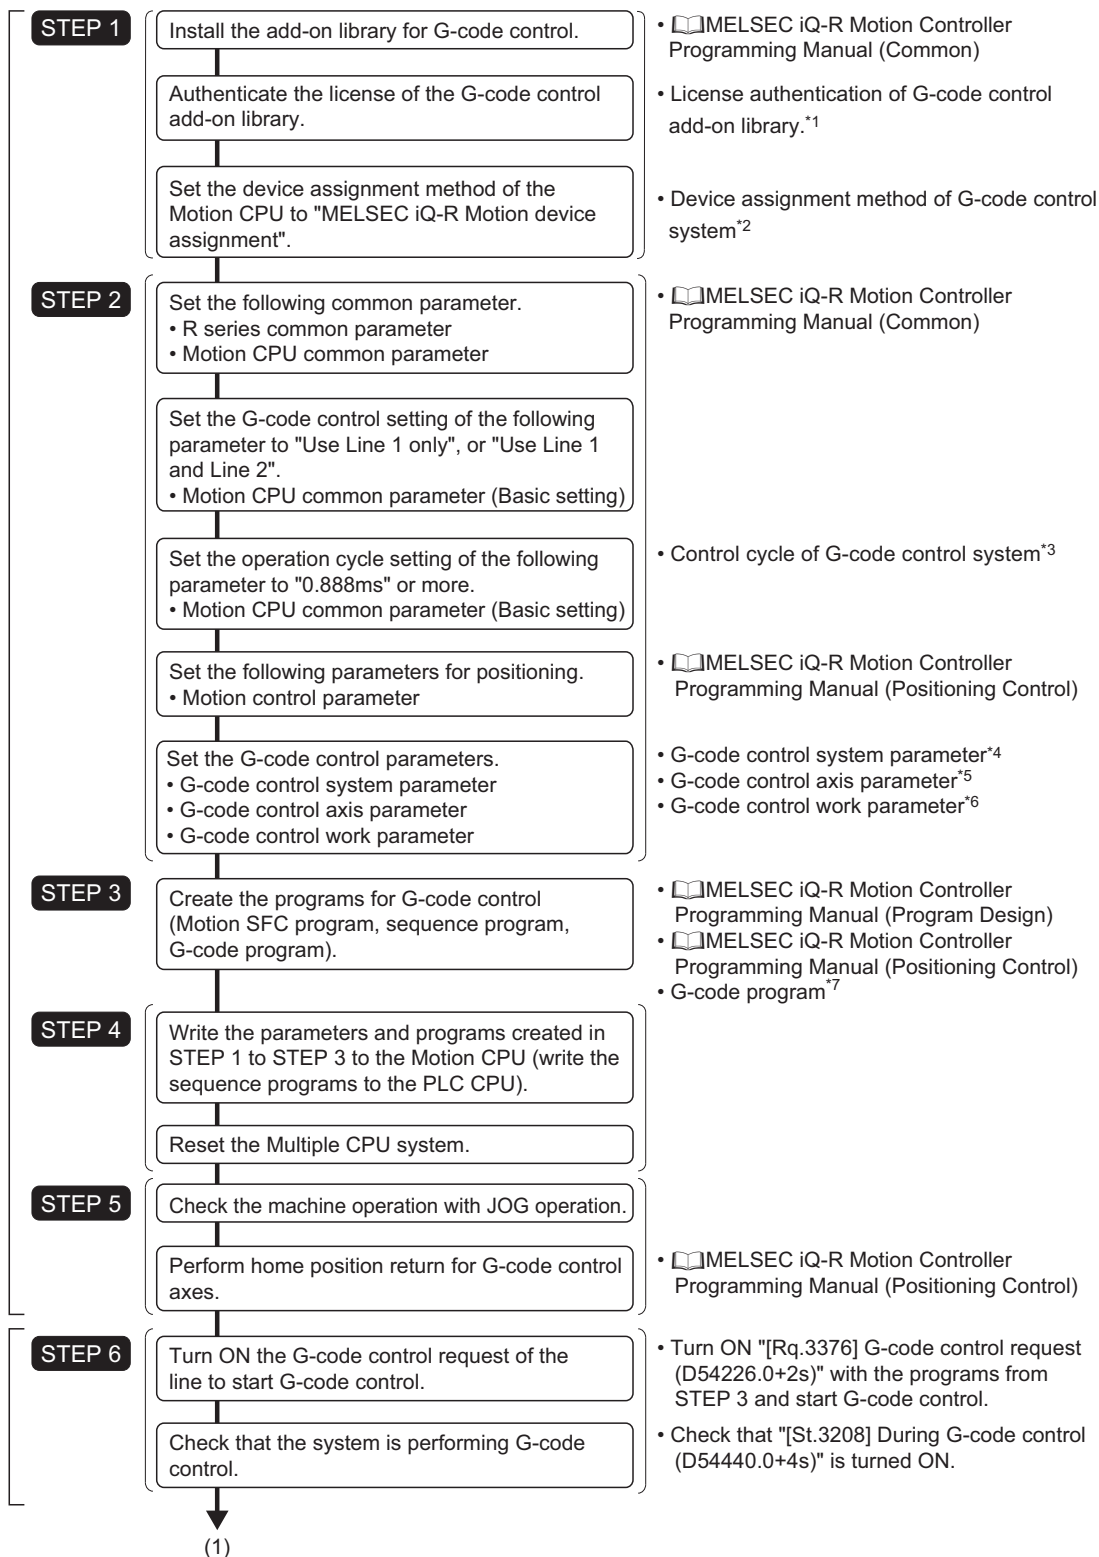 STEP 1
Install the add-on library for G-code control.
• MELSEC iQ-R Motion Controller
Programming Manual (Common)
Authenticate the license of the G-code control
add-on library.
• License authentication of G-code control
add-on library.*1
Set the device assignment method of the
Motion CPU to "MELSEC iQ-R Motion device
assignment".
• Device assignment method of G-code control
system*2
STEP 2
Set the following common parameter.
• R series common parameter
• Motion CPU common parameter
• MELSEC iQ-R Motion Controller
Programming Manual (Common)
Set the G-code control setting of the following
parameter to "Use Line 1 only", or "Use Line 1
and Line 2".
• Motion CPU common parameter (Basic setting)
Set the operation cycle setting of the following
parameter to "0.888ms" or more.
• Motion CPU common parameter (Basic setting)
• Control cycle of G-code control system*3
Set the following parameters for positioning.
• Motion control parameter
• MELSEC iQ-R Motion Controller
Programming Manual (Positioning Control)
Set the G-code control parameters.
• G-code control system parameter
• G-code control axis parameter
• G-code control work parameter
• G-code control system parameter*4
• G-code control axis parameter*5
• G-code control work parameter*6
STEP 3
Create the programs for G-code control
(Motion SFC program, sequence program,
G-code program).
• MELSEC iQ-R Motion Controller
Programming Manual (Program Design)
• MELSEC iQ-R Motion Controller
Programming Manual (Positioning Control)
• G-code program*7
STEP 4
Write the parameters and programs created in
STEP 1 to STEP 3 to the Motion CPU (write the
sequence programs to the PLC CPU).
Reset the Multiple CPU system.
STEP 5
Check the machine operation with JOG operation.
Perform home position return for G-code control
axes.
• MELSEC iQ-R Motion Controller
Programming Manual (Positioning Control)
STEP 6
Turn ON the G-code control request of the
line to start G-code control.
• Turn ON "[Rq.3376] G-code control request
(D54226.0+2s)" with the programs from
STEP 3 and start G-code control.
Check that the system is performing G-code
control.
• Check that "[St.3208] During G-code control
(D54440.0+4s)" is turned ON.
(1)